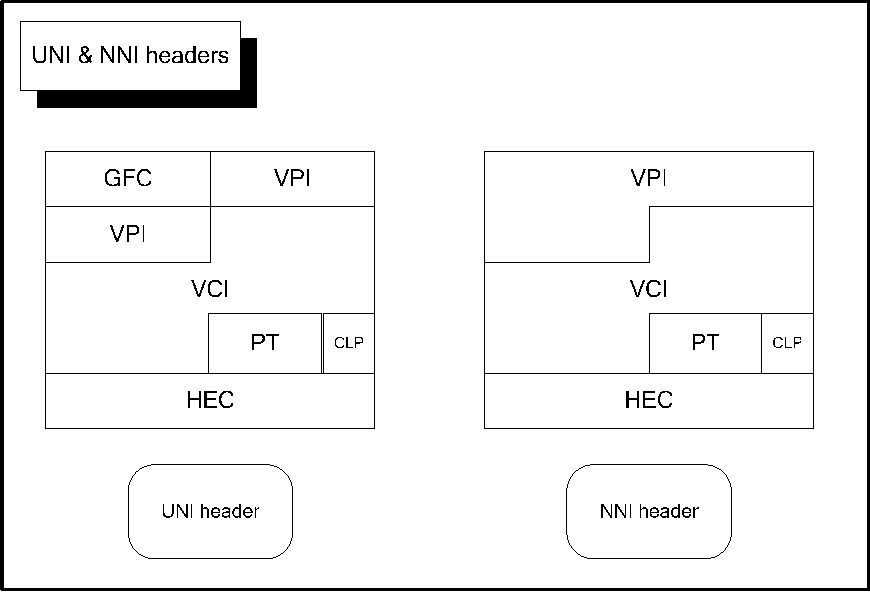 UNI & NNI headers
GFC
VPI
VPI
VCI
PT
CLP
HEC
UNI header
VPI
VCI
PT
CLP
HEC
NNI header